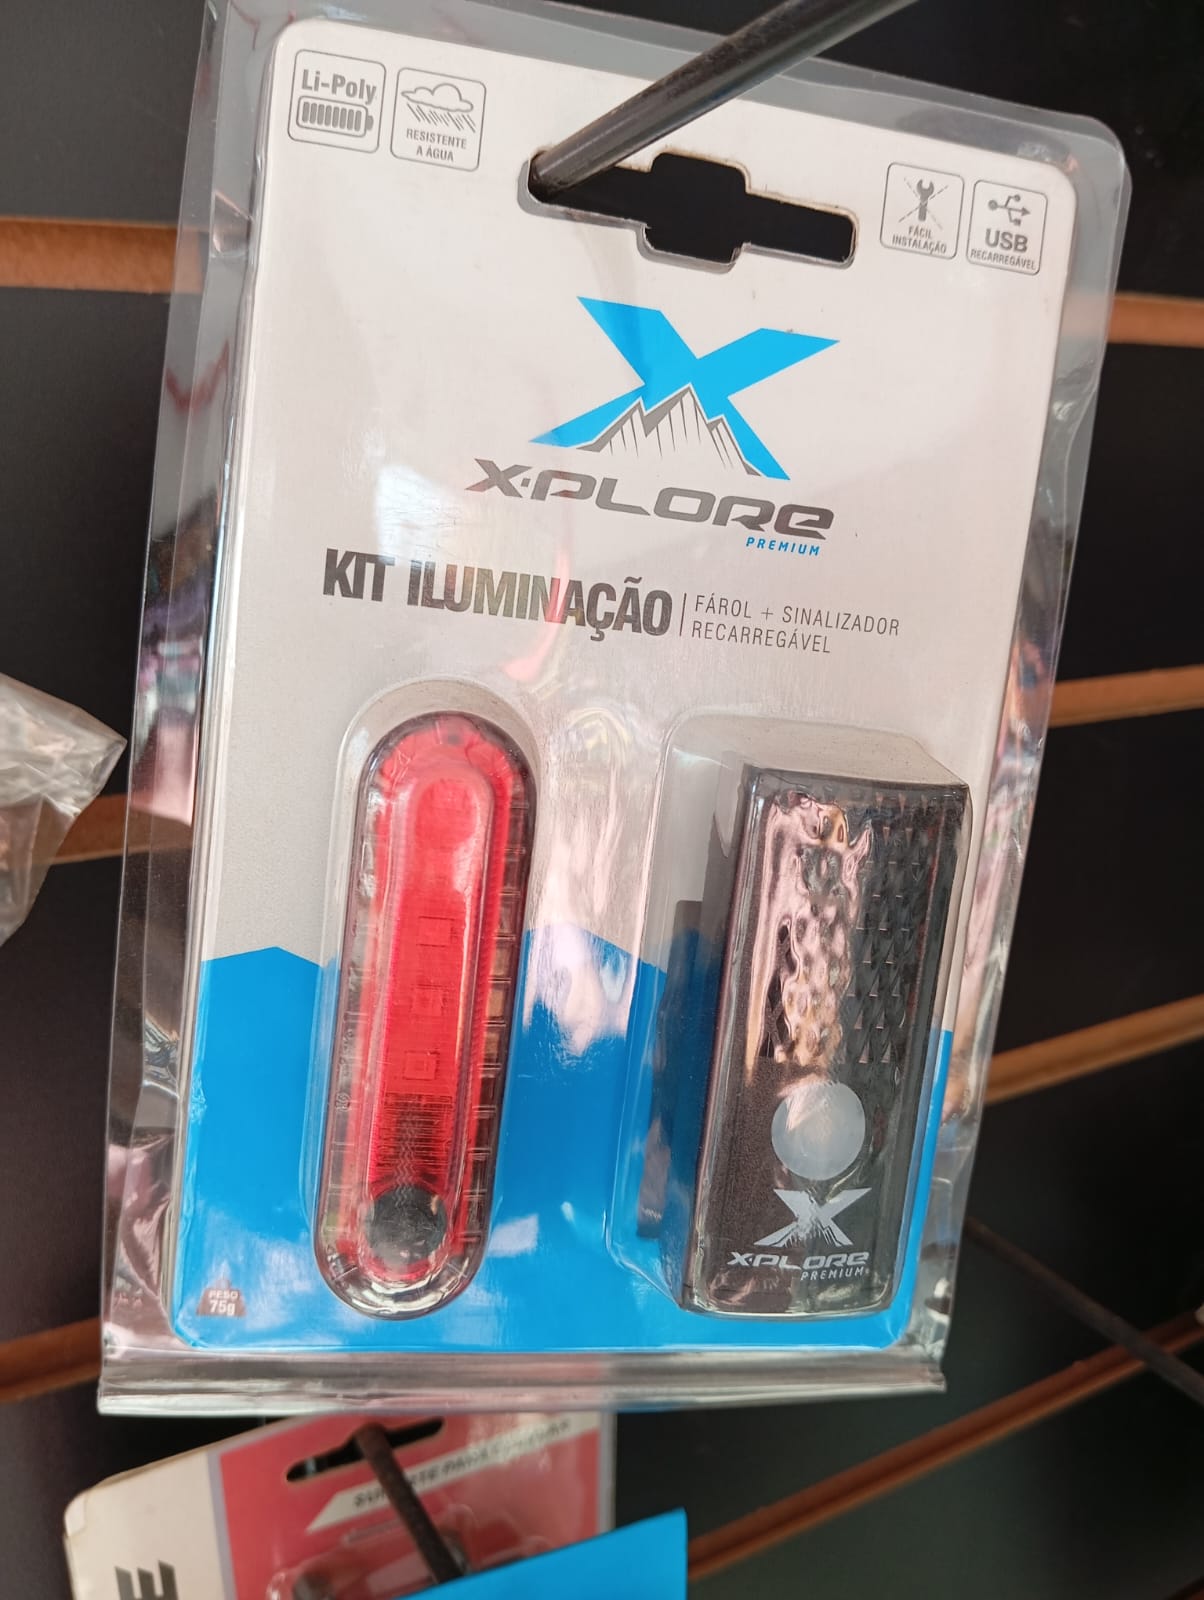 Li-Poly
RESISTENTE
A ÁGUA
FÁCIL
INSTALAÇÃO
USB
RECARREGÁVEL
X-PLORE
PREMIUM
KIT ILUMINAÇÃO
FÁROL + SINALIZADOR
RECARREGÁVEL
X-PLORE
PREMIUM
PESO
75g